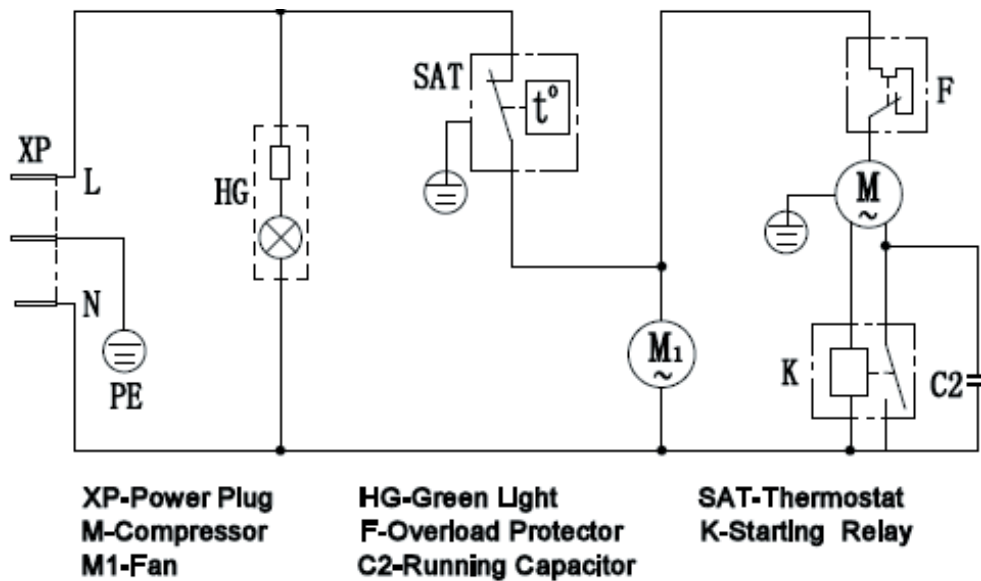 SAT
t°
F
XP
L
HG
M
~
N
M1
~
K
C2
PE
XP-Power Plug
HG-Green Light
SAT-Thermostat
M-Compressor
F-Overload Protector
K-Starting Relay
M1-Fan
C2-Running Capacitor